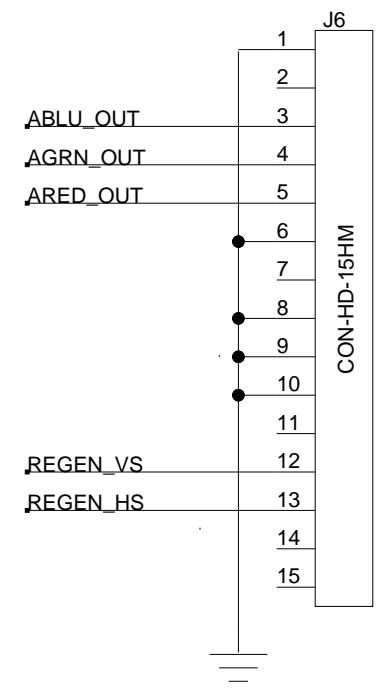 J6
1
2
ABLU_OUT 3
AGRN_OUT 4
ARED_OUT 5
6
7
8
9
10
11
REGEN_VS 12
REGEN_HS 13
14
15
CON-HD-15HM